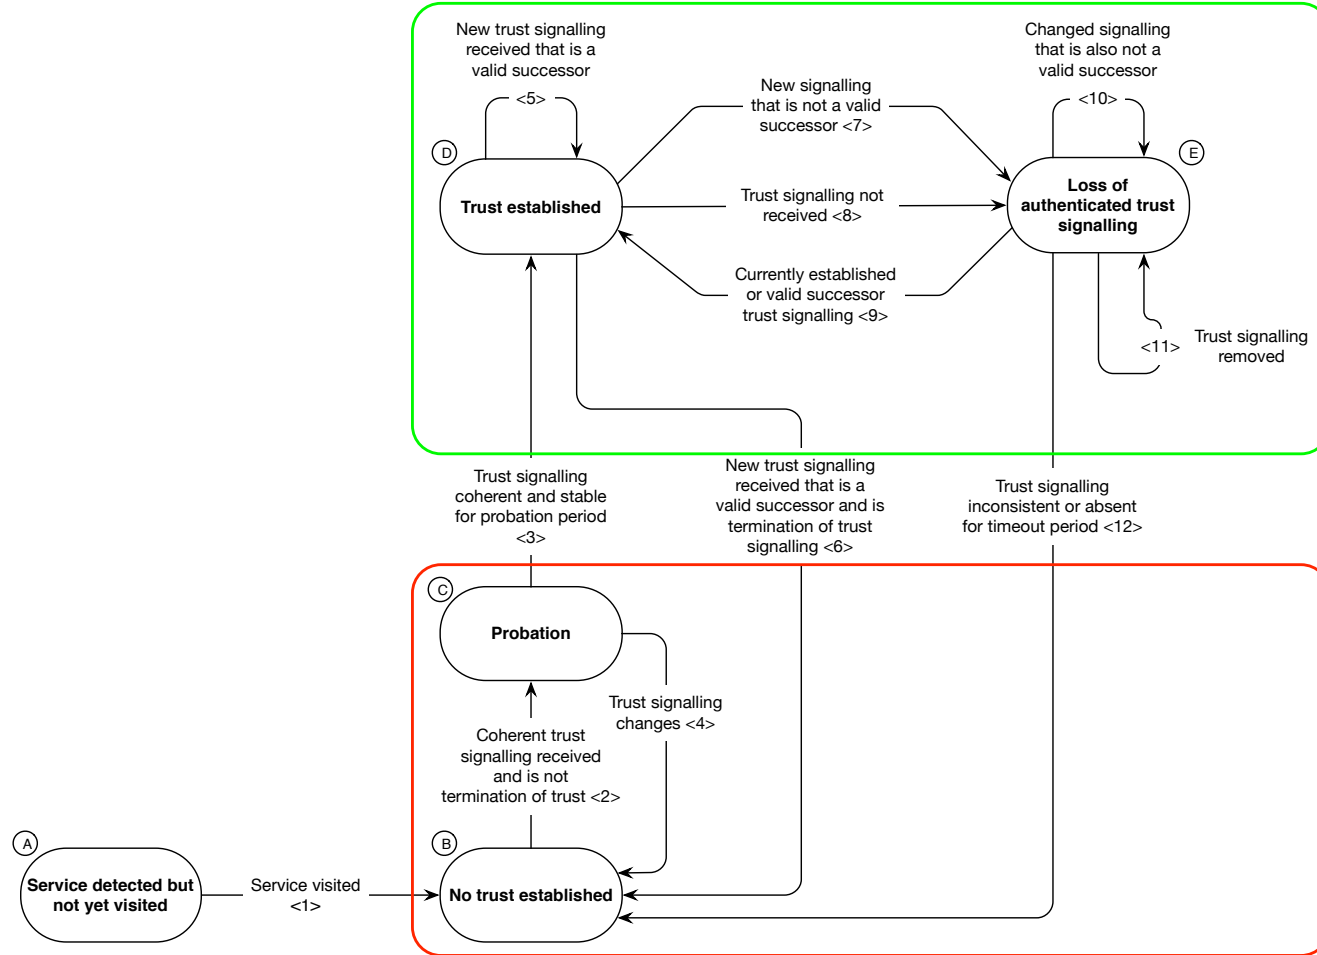 New trust signalling
received that is a
valid successor
<5>
Changed signalling
that is also not a
valid successor
<10>
New signalling
that is not a valid
successor <7>
D
E
Trust established
Trust signalling not
received <8>
Loss of
authenticated trust
signalling
Currently established
or valid successor
trust signalling <9>
<11>
Trust signalling
removed
Trust signalling
coherent and stable
for probation period
<3>
New trust signalling
received that is a
valid successor and is
termination of trust
signalling <6>
Trust signalling
inconsistent or absent
for timeout period <12>
C
Probation
Trust signalling
changes <4>
Coherent trust
signalling received
and is not
termination of trust <2>
A
Service detected but
not yet visited
Service visited
<1>
B
No trust established